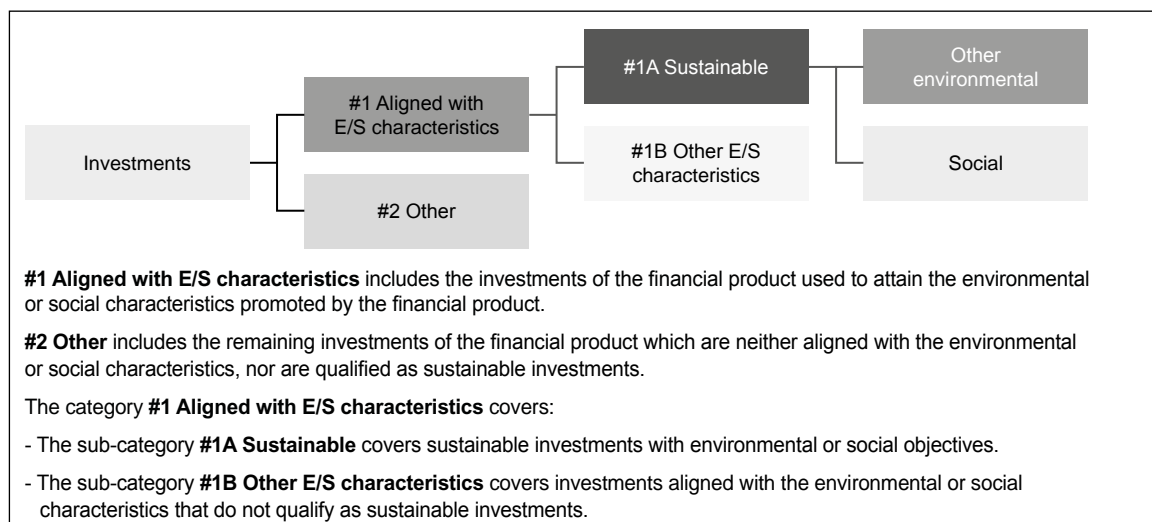 #1A Sustainable
Other
environmental
#1 Aligned with
E/S characteristics
Investments
#1B Other E/S
characteristics
Social
#2 Other
#1 Aligned with E/S characteristics includes the investments of the financial product used to attain the environmental
or social characteristics promoted by the financial product.
#2 Other includes the remaining investments of the financial product which are neither aligned with the environmental
or social characteristics, nor are qualified as sustainable investments.
The category #1 Aligned with E/S characteristics covers:
- The sub-category #1A Sustainable covers sustainable investments with environmental or social objectives.
- The sub-category #1B Other E/S characteristics covers investments aligned with the environmental or social
characteristics that do not qualify as sustainable investments.